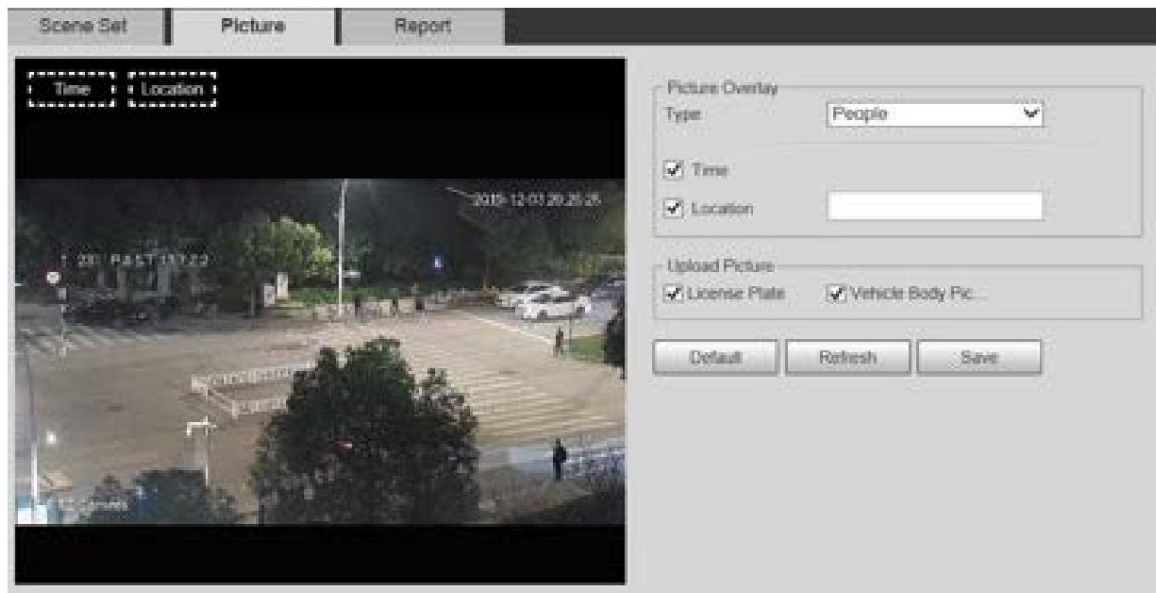 Scene Set
Picture
Report
Time
Location
Picture Overlay
Type
People
Time
Location
Upload Picture
License Plate
Vehicle Body Pic...
Default
Refresh
Save